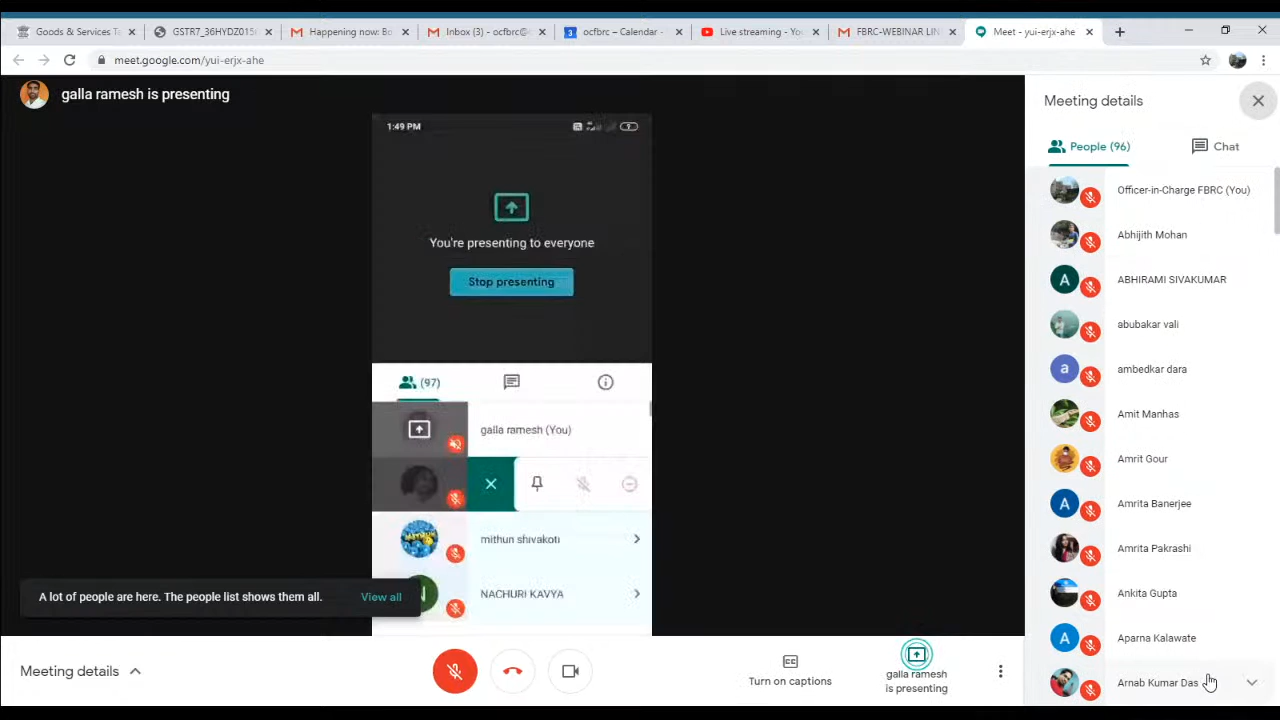 Goods & Services T
GSTR7_36HYDZ015
Happening now: Bo
Inbox (3) - ocfbrc@
ocfbrc – Calendar -
Live streaming - Yo
FBRC-WEBINAR LIN
Meet - yui-erjx-ahe
meet.google.com/yui-erjx-ahe
galla ramesh is presenting
1:49 PM
You're presenting to everyone
Stop presenting
(97)
galla ramesh (You)
mithun shivakoti
NACHURI KAVYA
A lot of people are here. The people list shows them all.
View all
Meeting details
People (96)
Chat
Officer-in-Charge FBRC (You)
Abhijith Mohan
A
ABHIRAMI SIVAKUMAR
abubakar vali
a
ambedkar dara
Amit Manhas
Amrit Gour
A
Amrita Banerjee
Amrita Pakrashi
Ankita Gupta
A
Aparna Kalawate
Arnab Kumar Das
Meeting details
Turn on captions
galla ramesh
is presenting